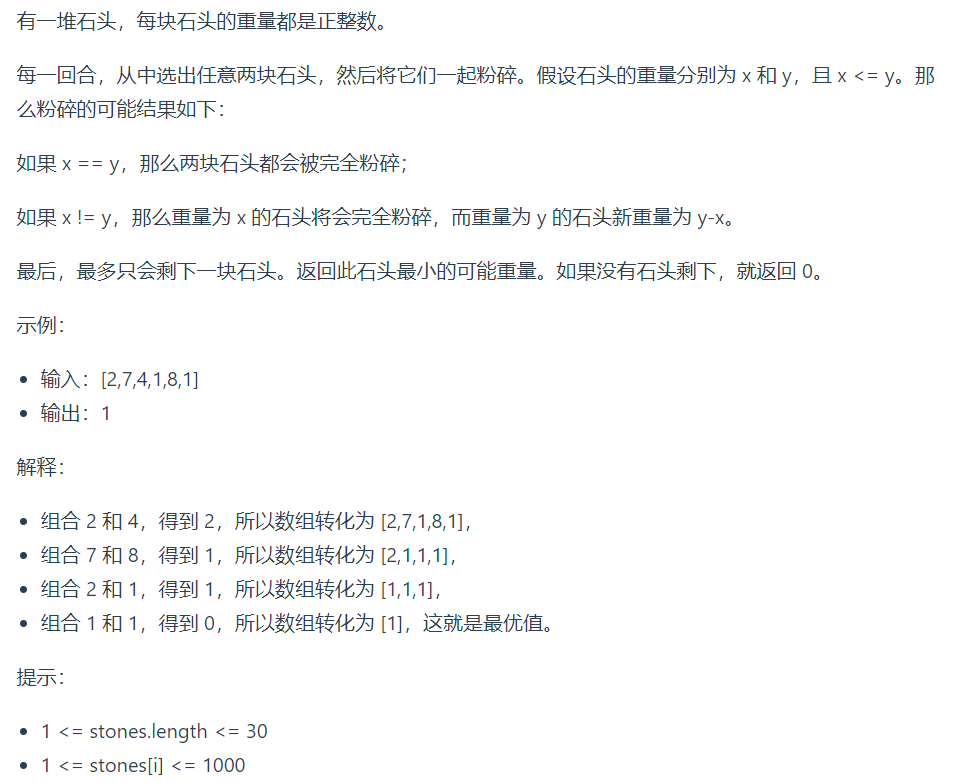 有一堆石头，每块石头的重量都是正整数。
每一回合，从中选出任意两块石头，然后将它们一起粉碎。假设石头的重量分别为 x 和 y，且 x <= y。那
么粉碎的可能结果如下：
如果 x == y，那么两块石头都会被完全粉碎；
如果 x != y，那么重量为 x 的石头将会完全粉碎，而重量为 y 的石头新重量为 y-x。
最后，最多只会剩下一块石头。返回此石头最小的可能重量。如果没有石头剩下，就返回 0。
示例：
• 输入：[2,7,4,1,8,1]
• 输出：1
解释：
• 组合 2 和 4，得到 2，所以数组转化为 [2,7,1,8,1]，
• 组合 7 和 8，得到 1，所以数组转化为 [2,1,1,1]，
• 组合 2 和 1，得到 1，所以数组转化为 [1,1,1]，
• 组合 1 和 1，得到 0，所以数组转化为 [1]，这就是最优值。
提示：
• 1 <= stones.length <= 30
• 1 <= stones[i] <= 1000